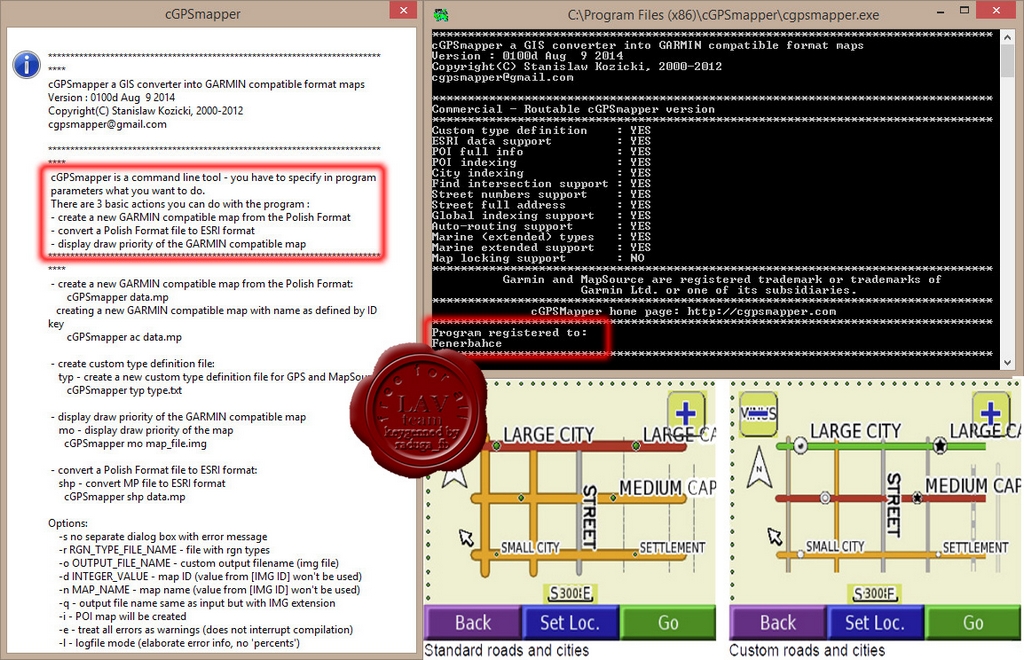 cGPSmapper
********************************************************************************
****
cGPSmapper a GIS converter into GARMIN compatible format maps
Version : 0100d Aug  9 2014
Copyright(C) Stanislaw Kozicki, 2000-2012
cgpsmapper@gmail.com
********************************************************************************
****
cGPSmapper is a command line tool - you have to specify in program
parameters what you want to do.
There are 3 basic actions you can do with the program :
- create a new GARMIN compatible map from the Polish Format
- convert a Polish Format file to ESRI format
- display draw priority of the GARMIN compatible map
********************************************************************************
****
- create a new GARMIN compatible map from the Polish Format:
cGPSmapper data.mp
creating a new GARMIN compatible map with name as defined by ID
key
cGPSmapper ac data.mp
- create custom type definition file:
typ - create a new custom type definition file for GPS and MapSou
cGPSmapper typ type.txt
- display draw priority of the GARMIN compatible map
mo - display draw priority of the map
cGPSmapper mo map_file.img
- convert a Polish Format file to ESRI format:
shp - convert MP file to ESRI format
cGPSmapper shp data.mp
Options:
-s no separate dialog box with error message
-r RGN_TYPE_FILE_NAME - file with rgn types
-o OUTPUT_FILE_NAME - custom output filename (img file)
-d INTEGER_VALUE - map ID (value from [IMG ID] won't be used)
-n MAP_NAME - map name (value from [IMG ID] won't be used)
-q - output file name same as input but with IMG extension
-i - POI map will be created
-e - treat all errors as warnings (does not interrupt compilation)
-l - logfile mode (elaborate error info, no 'percents')
C:\Program Files (x86)\cGPSmapper\cgpsmapper.exe
********************************************************************************
cGPSmapper a GIS converter into GARMIN compatible format maps
Version : 0100d Aug  9 2014
Copyright(C) Stanislaw Kozicki, 2000-2012
cgpsmapper@gmail.com
********************************************************************************
Commercial - Routable cGPSmapper version
********************************************************************************
Custom type definition    : YES
ESRI data support         : YES
POI full info             : YES
POI indexing              : YES
City indexing             : YES
Find intersection support : YES
Street numbers support    : YES
Street full address       : YES
Global indexing support   : YES
Auto-routing support      : YES
Marine (extended) types   : YES
Marine extended support   : YES
Map locking support       : NO
********************************************************************************
Garmin and MapSource are registered trademark or trademarks of
Garmin Ltd. or one of its subsidiaries.
********************************************************************************
cGPSMapper home page: http://cgpsmapper.com
********************************************************************************
Program registered to:
Fenerbahce
********************************************************************************
LAV
team
keygenned by
LARGE CITY
LARGE CA
STREET
MEDIUM CAP
SMALL CITY
SETTLEMENT
Back
Set Loc.
Go
Standard roads and cities
LARGE CITY
LARGE CA
N
STREET
MEDIUM CAP
SMALL CITY
SETTLEMENT
Back
Set Loc.
Go
Custom roads and cities